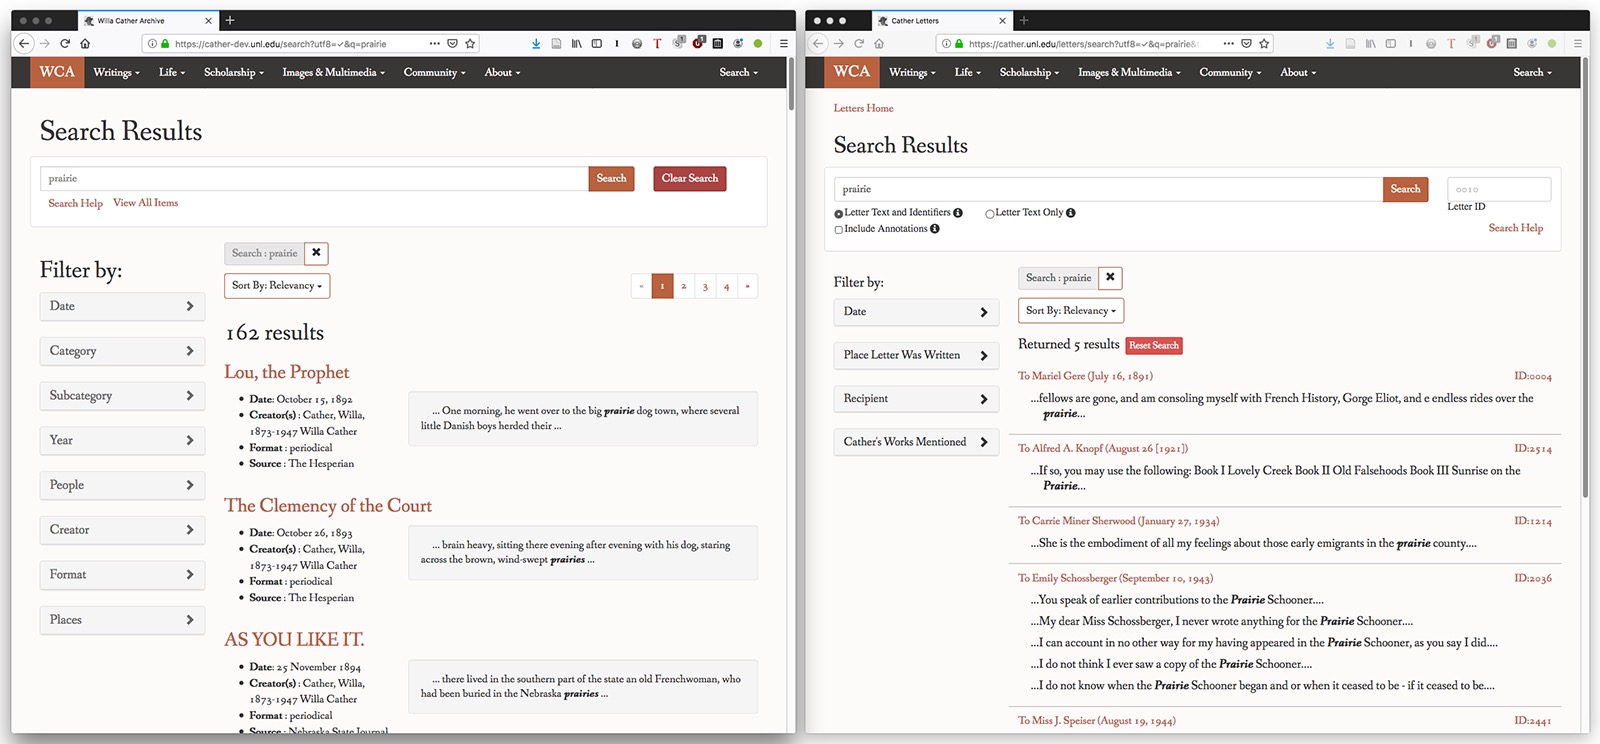 Willa Cather Archive
https://cather-dev.unl.edu/search?utf8=✓&q=prairie
WCA Writings Life Scholarship Images & Multimedia Community About Search
Search Results
prairie Search Clear Search
Search Help View All Items
Filter by:
Date
Category
Subcategory
Year
People
Creator
Format
Places
Search : prairie ✖
Sort By: Relevancy
« 1 2 3 4 »
162 results
Lou, the Prophet
• Date: October 15, 1892
• Creator(s) : Cather, Willa,
1873-1947 Willa Cather
• Format : periodical
• Source : The Hesperian
... One morning, he went over to the big prairie dog town, where several
little Danish boys herded their ...
The Clemency of the Court
• Date: October 26, 1893
• Creator(s) : Cather, Willa,
1873-1947 Willa Cather
• Format : periodical
• Source : The Hesperian
... brain heavy, sitting there evening after evening with his dog, staring
across the brown, wind-swept prairies ...
AS YOU LIKE IT.
• Date: 25 November 1894
• Creator(s) : Cather, Willa,
1873-1947 Willa Cather
• Format : periodical
• Source : Nebraska State Journal
... there lived in the southern part of the state an old Frenchwoman, who
had been buried in the Nebraska prairies ...
Cather Letters
https://cather.unl.edu/letters/search?utf8=✓&q=prairie&
WCA Writings Life Scholarship Images & Multimedia Community About Search
Letters Home
Search Results
prairie Search 0010
Letter ID
Letter Text and Identifiers Letter Text Only
Include Annotations
Search Help
Filter by:
Date
Place Letter Was Written
Recipient
Cather's Works Mentioned
Search : prairie ✖
Sort By: Relevancy
Returned 5 results Reset Search
To Mariel Gere (July 16, 1891) ID:0004
...fellows are gone, and am consoling myself with French History, Gorge Eliot, and e endless rides over the
prairie...
To Alfred A. Knopf (August 26 [1921]) ID:2514
...If so, you may use the following: Book I Lovely Creek Book II Old Falsehoods Book III Sunrise on the
Prairie...
To Carrie Miner Sherwood (January 27, 1934) ID:1214
...She is the embodiment of all my feelings about those early emigrants in the prairie county....
To Emily Schossberger (September 10, 1943) ID:2036
...You speak of earlier contributions to the Prairie Schooner....
...My dear Miss Schossberger, I never wrote anything for the Prairie Schooner....
...I can account in no other way for my having appeared in the Prairie Schooner, as you say I did....
...I do not think I ever saw a copy of the Prairie Schooner....
...I do not know when the Prairie Schooner began and or when it ceased to be - if it ceased to be....
To Miss J. Speiser (August 19, 1944) ID:2441